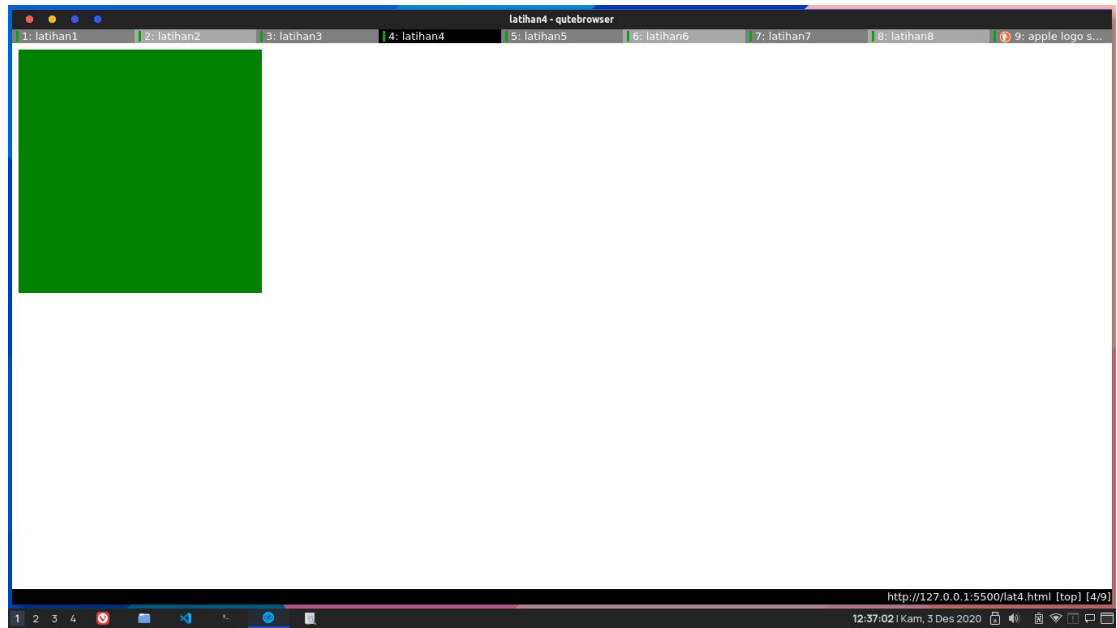 latihan4 - qutebrowser
1: latihan1
2: latihan2
3: latihan3
4: latihan4
5: latihan5
6: latihan6
7: latihan7
8: latihan8
9: apple logo s...
http://127.0.0.1:5500/lat4.html [top] [4/9]
1 2 3 4
12:37:02 | Kam, 3 Des 2020